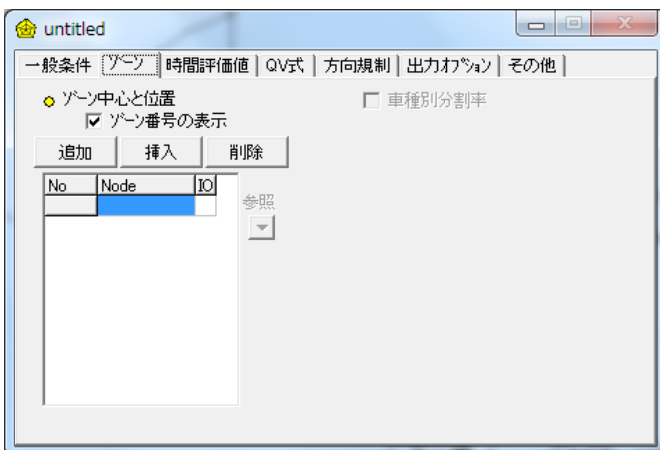 untitled
一般条件 ｿﾞｰﾝ 時間評価値 QV式 方向規制 出力ｵﾌﾟｼｮﾝ その他
ｿﾞｰﾝ中心と位置 車種別分割率
ｿﾞｰﾝ番号の表示
追加 挿入 削除
No Node IO
参照